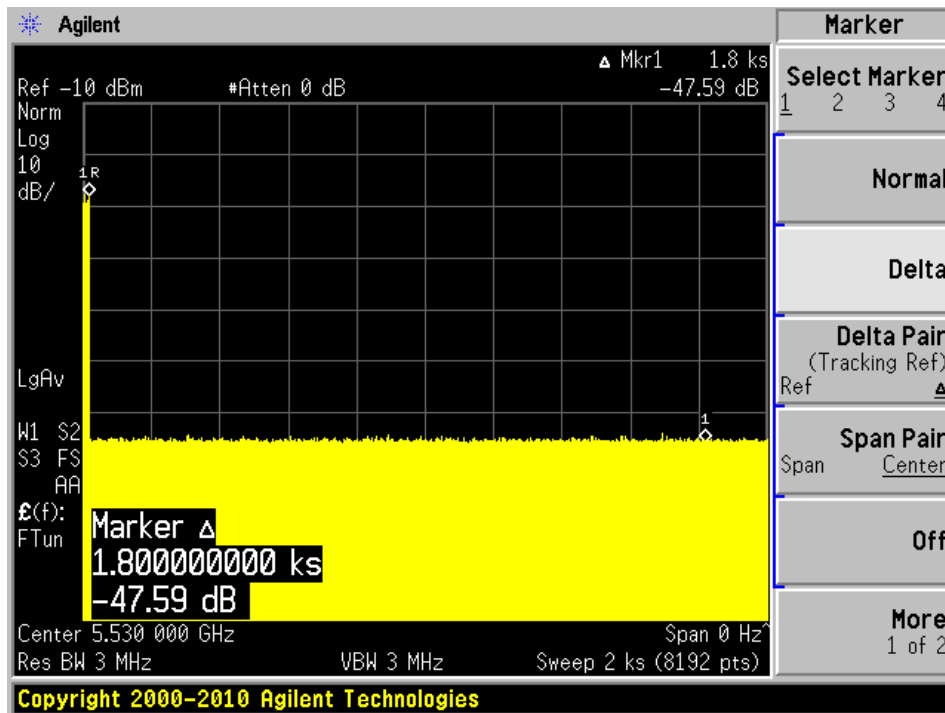 Agilent
Marker
Δ Mkr1 1.8 ks
Ref -10 dBm #Atten 0 dB -47.59 dB
Norm
Log
10
dB/
1R
LgAv
1
W1 S2
S3 FS
AA
£(f):
FTun
Marker Δ
1.800000000 ks
-47.59 dB
Center 5.530 000 GHz Span 0 Hz^
Res BW 3 MHz VBW 3 MHz Sweep 2 ks (8192 pts)
Copyright 2000-2010 Agilent Technologies
Select Marker
1 2 3 4
Normal
Delta
Delta Pair
(Tracking Ref)
Ref Δ
Span Pair
Span Center
Off
More
1 of 2